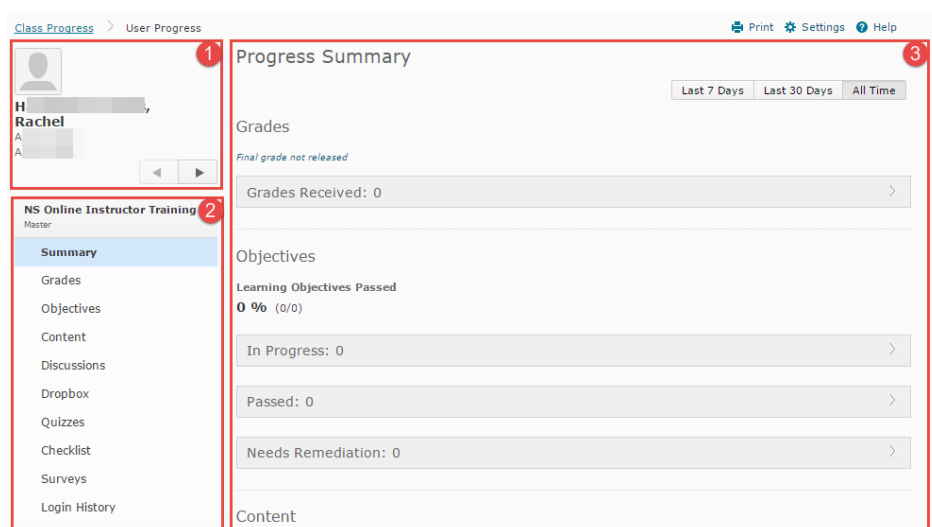 Class Progress
User Progress
Print
Settings
Help
1
H ,
Rachel
A
A
NS Online Instructor Training
2
Master
Summary
Grades
Objectives
Content
Discussions
Dropbox
Quizzes
Checklist
Surveys
Login History
3
Progress Summary
Last 7 Days
Last 30 Days
All Time
Grades
Final grade not released
Grades Received: 0
Objectives
Learning Objectives Passed
0 % (0/0)
In Progress: 0
Passed: 0
Needs Remediation: 0
Content